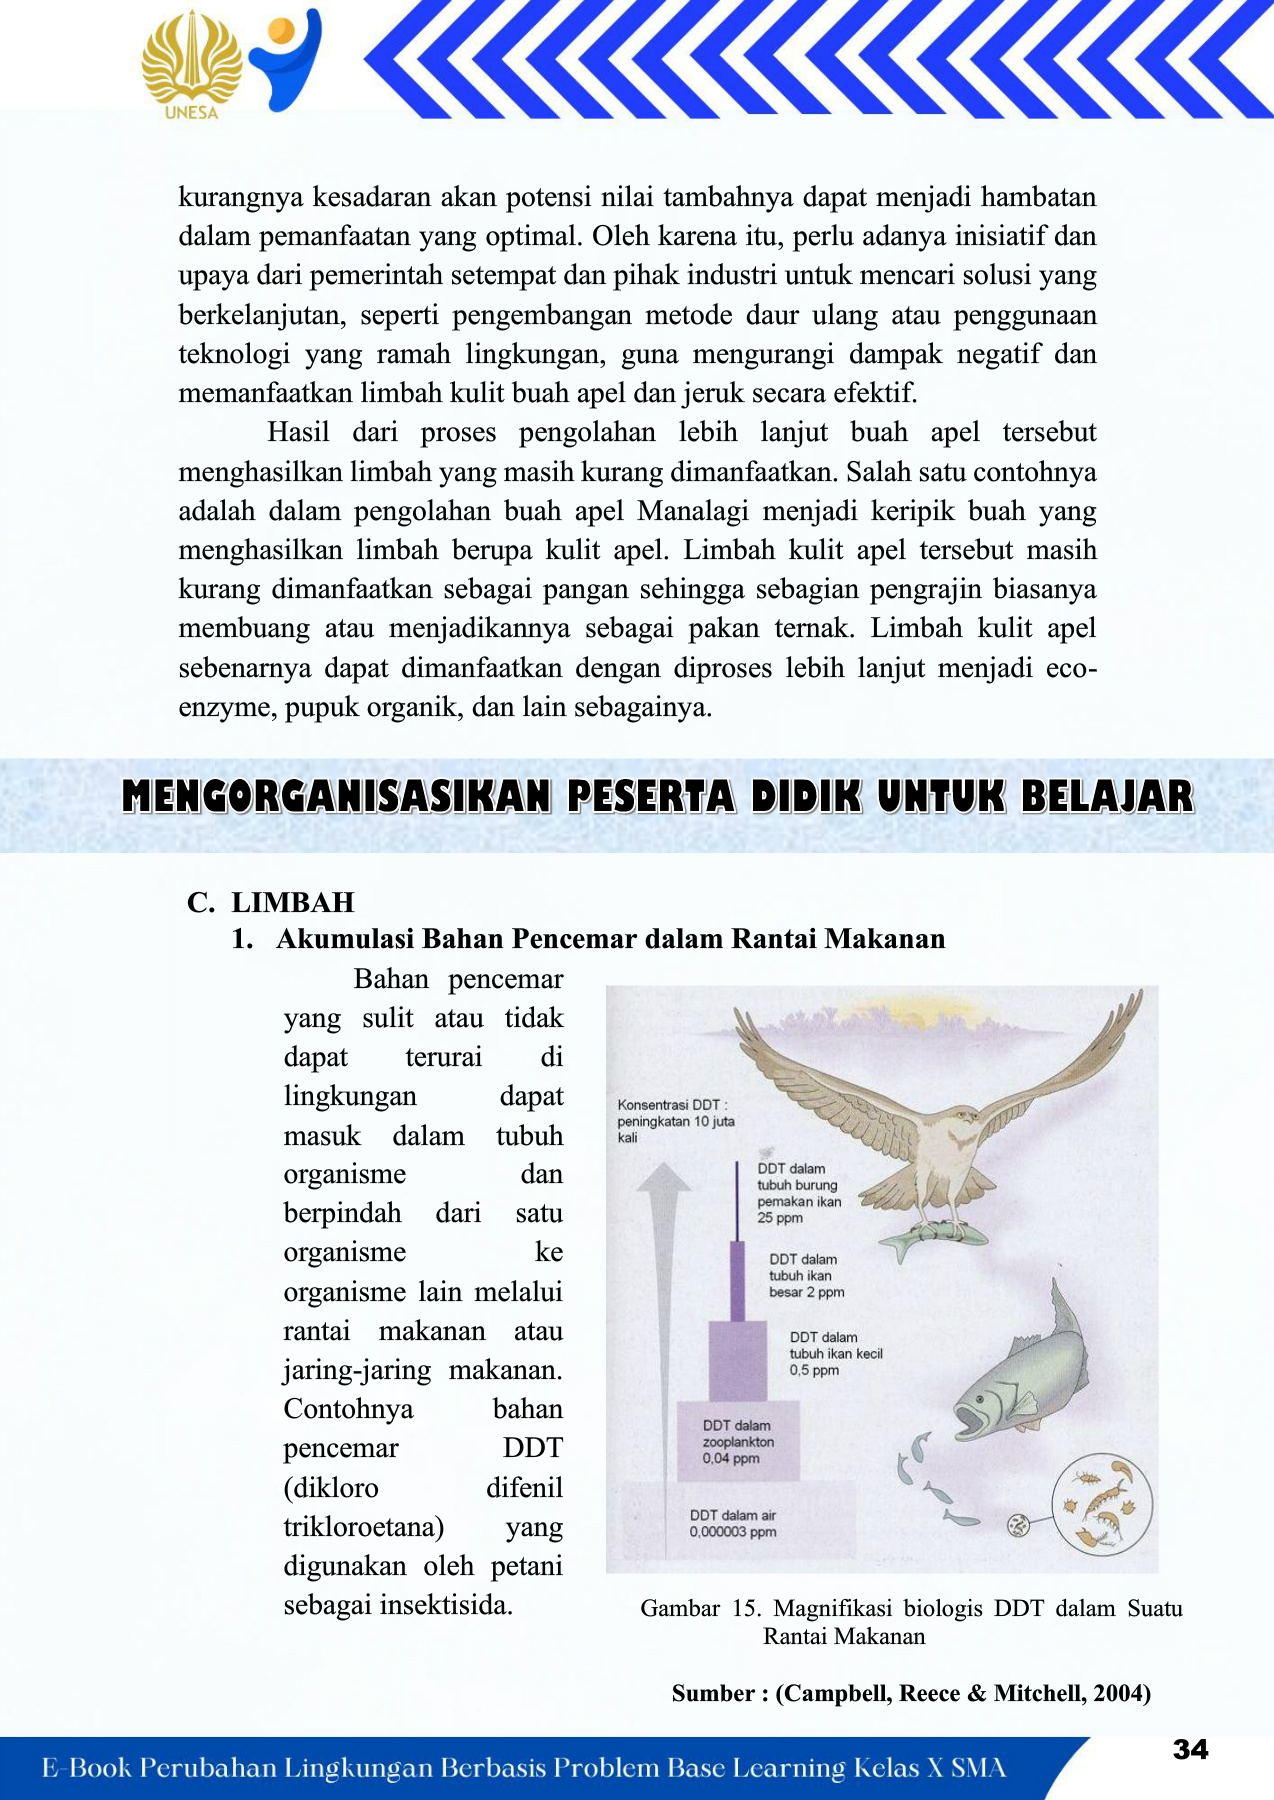 UNESA
kurangnya kesadaran akan potensi nilai tambahnya dapat menjadi hambatan
dalam pemanfaatan yang optimal. Oleh karena itu, perlu adanya inisiatif dan
upaya dari pemerintah setempat dan pihak industri untuk mencari solusi yang
berkelanjutan, seperti pengembangan metode daur ulang atau penggunaan
teknologi yang ramah lingkungan, guna mengurangi dampak negatif dan
memanfaatkan limbah kulit buah apel dan jeruk secara efektif.
Hasil dari proses pengolahan lebih lanjut buah apel tersebut
menghasilkan limbah yang masih kurang dimanfaatkan. Salah satu contohnya
adalah dalam pengolahan buah apel Manalagi menjadi keripik buah yang
menghasilkan limbah berupa kulit apel. Limbah kulit apel tersebut masih
kurang dimanfaatkan sebagai pangan sehingga sebagian pengrajin biasanya
membuang atau menjadikannya sebagai pakan ternak. Limbah kulit apel
sebenarnya dapat dimanfaatkan dengan diproses lebih lanjut menjadi eco-
enzyme, pupuk organik, dan lain sebagainya.
MENGORGANISASIKAN PESERTA DIDIK UNTUK BELAJAR
C. LIMBAH
1. Akumulasi Bahan Pencemar dalam Rantai Makanan
Bahan pencemar
yang sulit atau tidak
dapat terurai di
lingkungan dapat
masuk dalam tubuh
organisme dan
berpindah dari satu
organisme ke
organisme lain melalui
rantai makanan atau
jaring-jaring makanan.
Contohnya bahan
pencemar DDT
(dikloro difenil
trikloroetana) yang
digunakan oleh petani
sebagai insektisida.
Konsentrasi DDT :
peningkatan 10 juta
kali
DDT dalam
tubuh burung
pemakan ikan
25 ppm
DDT dalam
tubuh ikan
besar 2 ppm
DDT dalam
tubuh ikan kecil
0,5 ppm
DDT dalam
zooplankton
0,04 ppm
DDT dalam air
0,000003 ppm
Gambar 15. Magnifikasi biologis DDT dalam Suatu
Rantai Makanan
Sumber : (Campbell, Reece & Mitchell, 2004)
E-Book Perubahan Lingkungan Berbasis Problem Base Learning Kelas X SMA
34